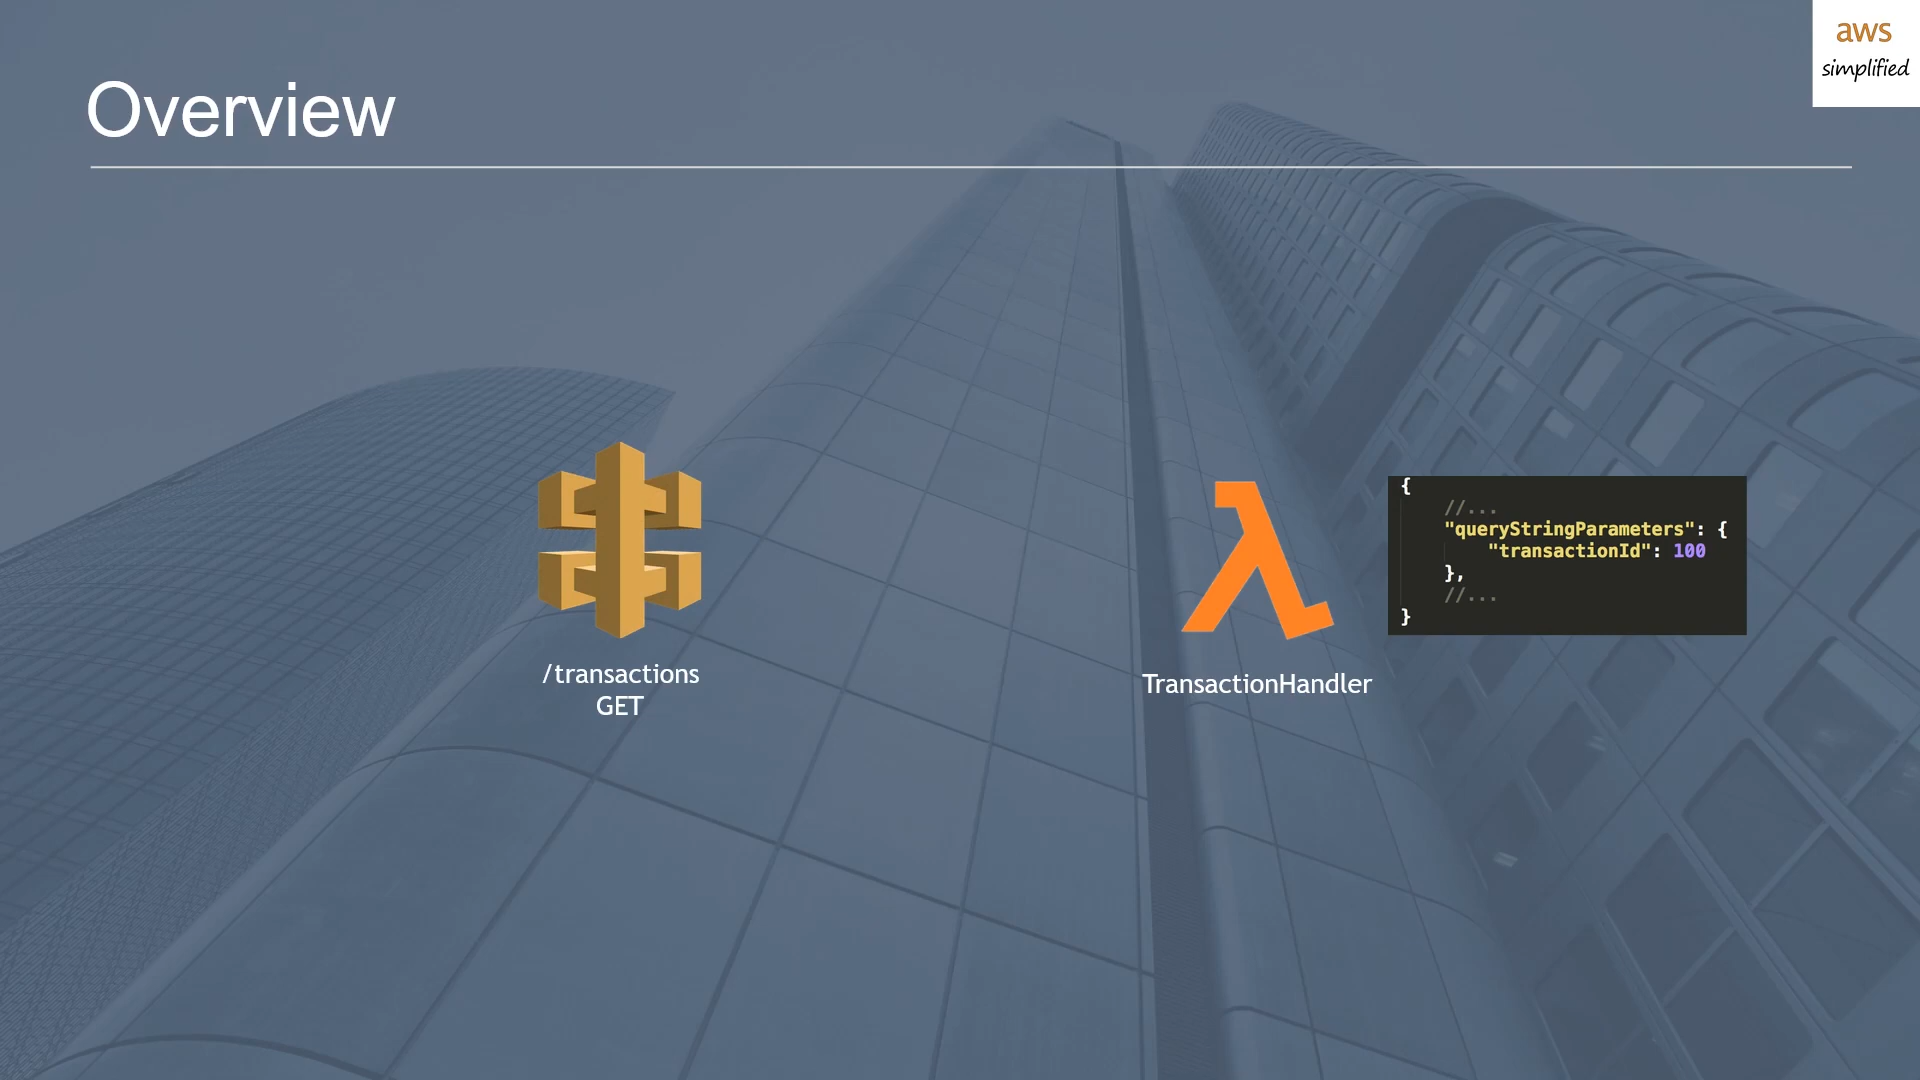 aws
simplified
Overview
{
//...
"queryStringParameters": {
"transactionId": 100
},
//...
}
/transactions
GET
TransactionHandler